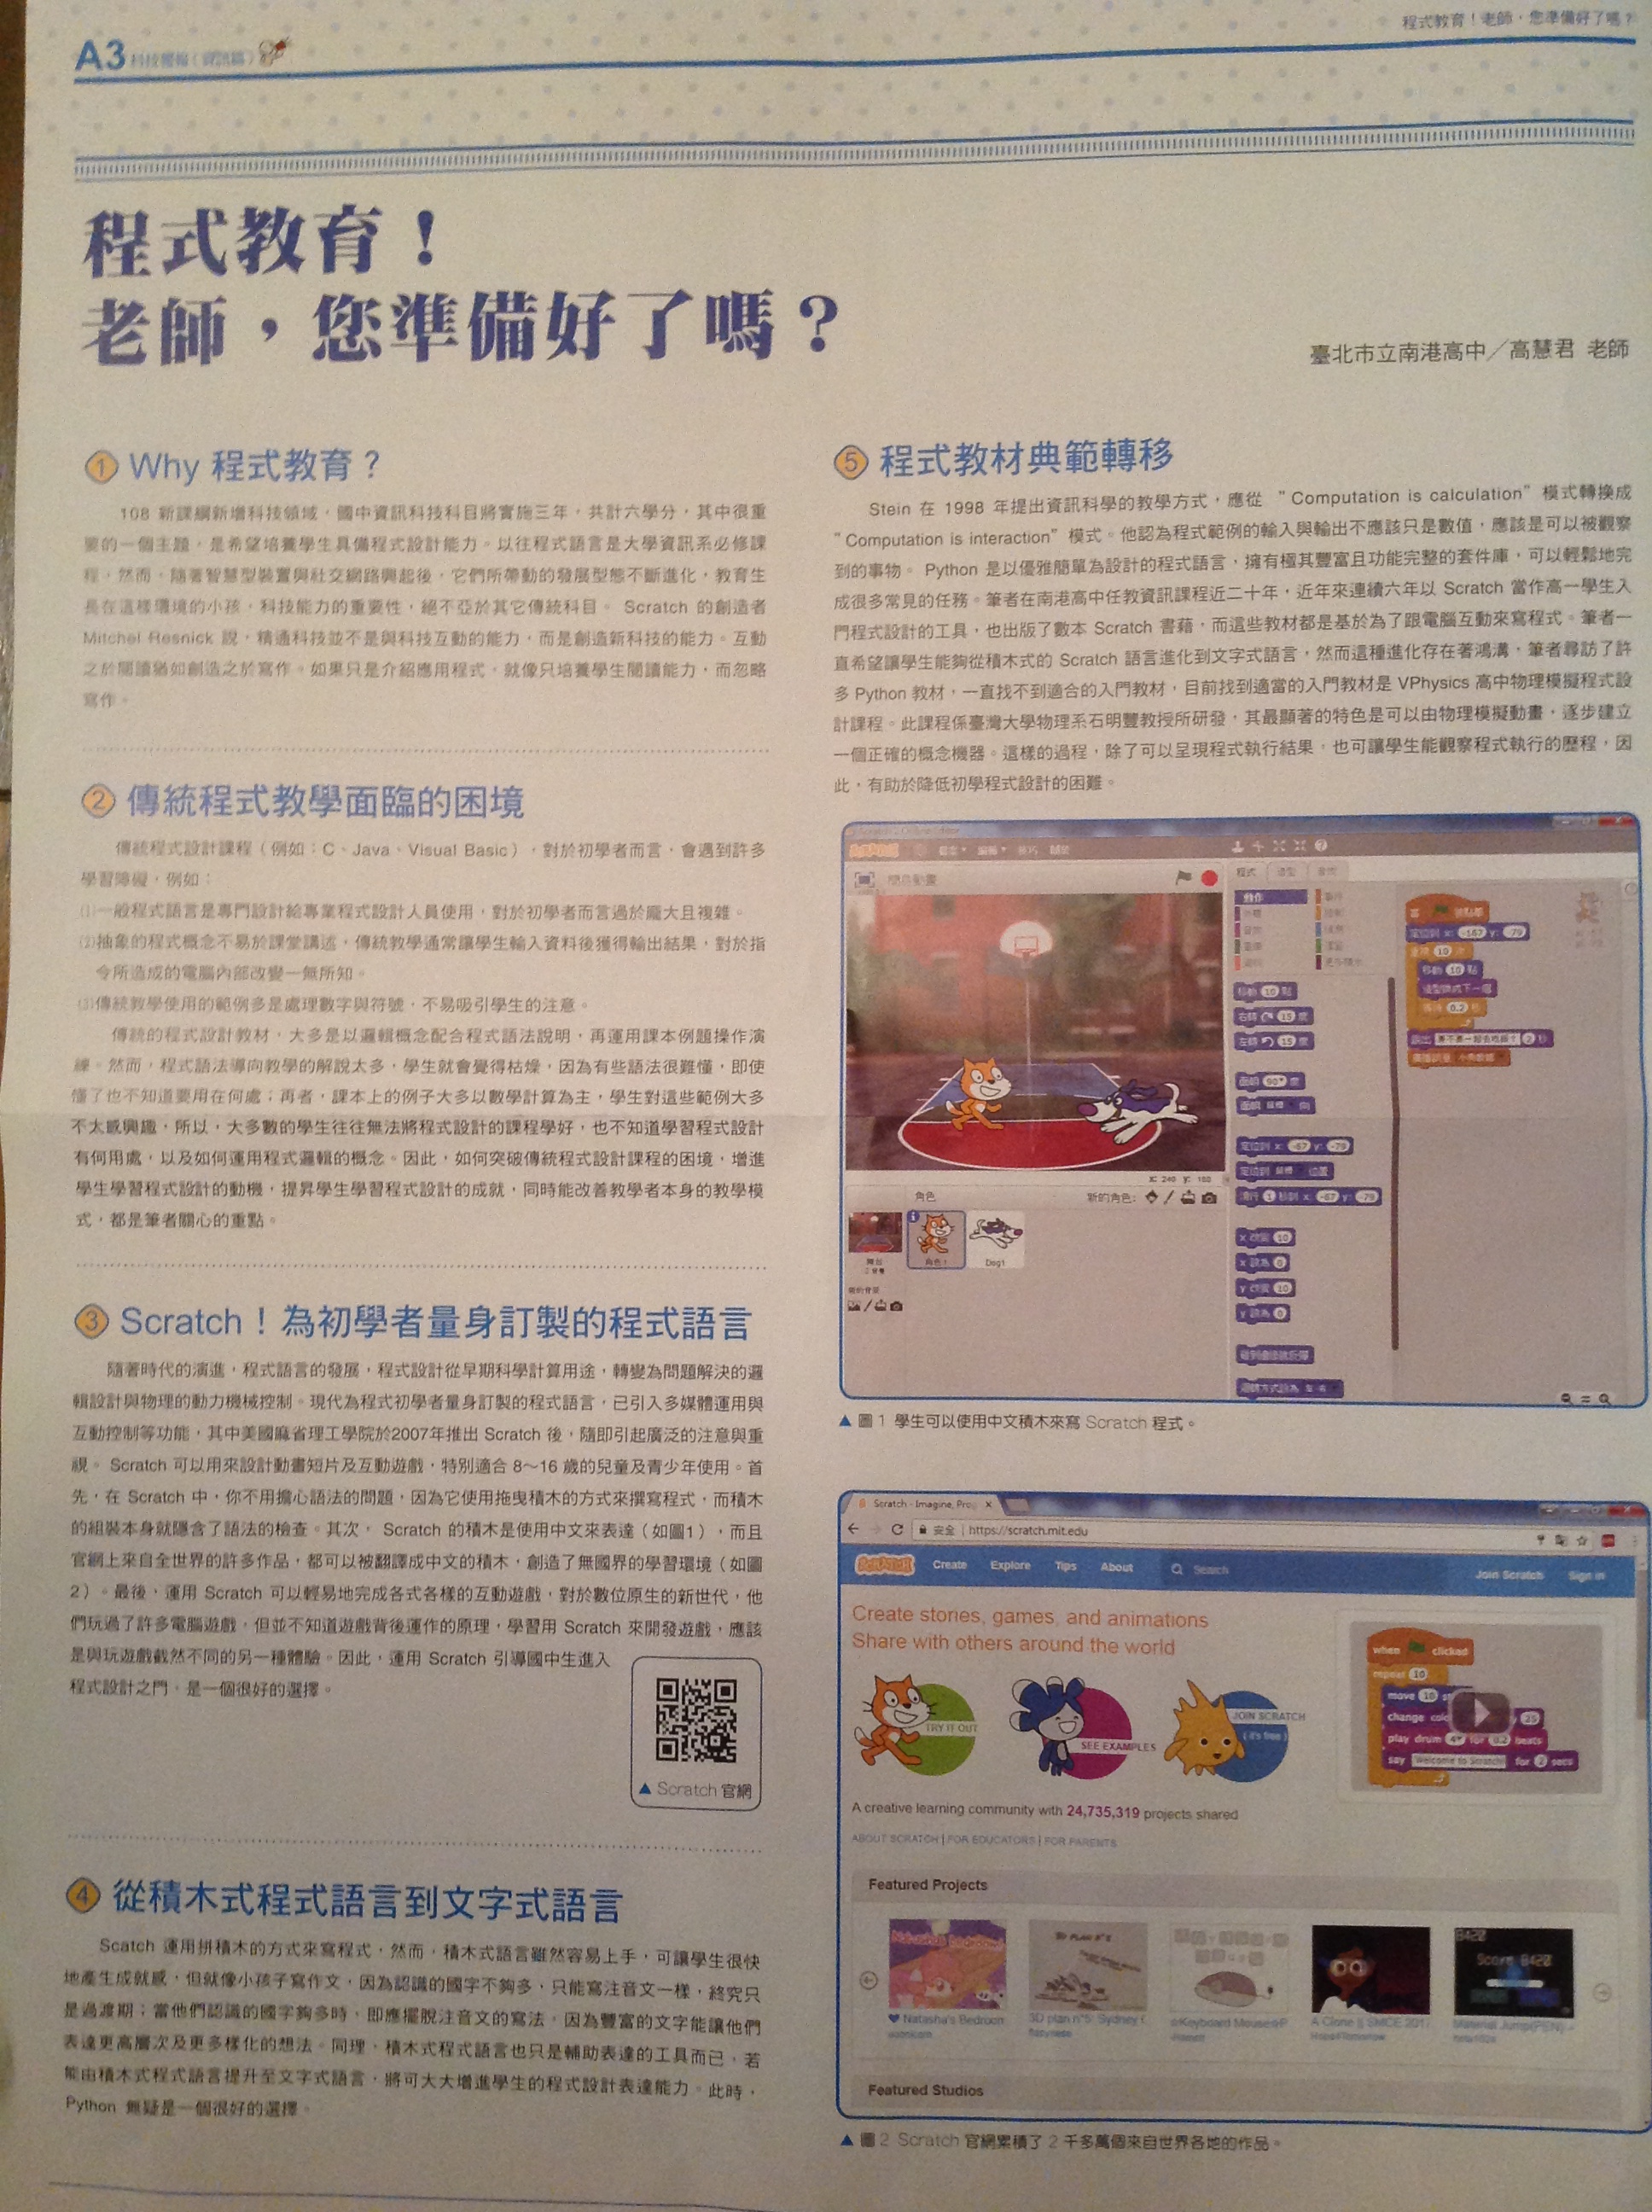 程式教育！老師，您準備好了嗎？
A3 科技電報（資訊篇）
程式教育！
老師，您準備好了嗎？
臺北市立南港高中／高慧君 老師
1 Why 程式教育？
108 新課綱新增科技領域，國中資訊科技科目將實施三年，共計六學分，其中很重
要的一個主題，是希望培養學生具備程式設計能力。以往程式語言是大學資訊系必修課
程，然而，隨著智慧型裝置與社交網路興起後，它們所帶動的發展型態不斷進化，教育生
長在這樣環境的小孩，科技能力的重要性，絕不亞於其它傳統科目。 Scratch 的創造者
Mitchel Resnick 說，精通科技並不是與科技互動的能力，而是創造新科技的能力。互動
之於閱讀猶如創造之於寫作。如果只是介紹應用程式，就像只培養學生閱讀能力，而忽略
寫作。
2 傳統程式教學面臨的困境
傳統程式設計課程（例如：C、Java、Visual Basic），對於初學者而言，會遇到許多
學習障礙，例如：
⑴一般程式語言是專門設計給專業程式設計人員使用，對於初學者而言過於龐大且複雜。
⑵抽象的程式概念不易於課堂講述，傳統教學通常讓學生輸入資料後獲得輸出結果，對於指
令所造成的電腦內部改變一無所知。
⑶傳統教學使用的範例多是處理數字與符號，不易吸引學生的注意。
傳統的程式設計教材，大多是以邏輯概念配合程式語法說明，再運用課本例題操作演
練。然而，程式語法導向教學的解說太多，學生就會覺得枯燥，因為有些語法很難懂，即使
懂了也不知道要用在何處；再者，課本上的例子大多以數學計算為主，學生對這些範例大多
不太感興趣，所以，大多數的學生往往無法將程式設計的課程學好，也不知道學習程式設計
有何用處，以及如何運用程式邏輯的概念。因此，如何突破傳統程式設計課程的困境，增進
學生學習程式設計的動機，提昇學生學習程式設計的成就，同時能改善教學者本身的教學模
式，都是筆者關心的重點。
3 Scratch！為初學者量身訂製的程式語言
隨著時代的演進，程式語言的發展，程式設計從早期科學計算用途，轉變為問題解決的邏
輯設計與物理的動力機械控制。現代為程式初學者量身訂製的程式語言，已引入多媒體運用與
互動控制等功能，其中美國麻省理工學院於2007年推出 Scratch 後，隨即引起廣泛的注意與重
視。 Scratch 可以用來設計動畫短片及互動遊戲，特別適合 8～16 歲的兒童及青少年使用。首
先，在 Scratch 中，你不用擔心語法的問題，因為它使用拖曳積木的方式來撰寫程式，而積木
的組裝本身就隱含了語法的檢查。其次， Scratch 的積木是使用中文來表達（如圖1），而且
官網上來自全世界的許多作品，都可以被翻譯成中文的積木，創造了無國界的學習環境（如圖
2）。最後，運用 Scratch 可以輕易地完成各式各樣的互動遊戲，對於數位原生的新世代，他
們玩過了許多電腦遊戲，但並不知道遊戲背後運作的原理，學習用 Scratch 來開發遊戲，應該
是與玩遊戲截然不同的另一種體驗。因此，運用 Scratch 引導國中生進入
程式設計之門，是一個很好的選擇。
▲ Scratch 官網
4 從積木式程式語言到文字式語言
Scatch 運用拼積木的方式來寫程式，然而，積木式語言雖然容易上手，可讓學生很快
地產生成就感，但就像小孩子寫作文，因為認識的國字不夠多，只能寫注音文一樣，終究只
是過渡期；當他們認識的國字夠多時，即應擺脫注音文的寫法，因為豐富的文字能讓他們
表達更高層次及更多樣化的想法。同理，積木式程式語言也只是輔助表達的工具而已，若
能由積木式程式語言提升至文字式語言，將可大大增進學生的程式設計表達能力。此時，
Python 無疑是一個很好的選擇。
5 程式教材典範轉移
Stein 在 1998 年提出資訊科學的教學方式，應從 “Computation is calculation” 模式轉換成
“Computation is interaction” 模式。他認為程式範例的輸入與輸出不應該只是數值，應該是可以被觀察
到的事物。 Python 是以優雅簡單為設計的程式語言，擁有極其豐富且功能完整的套件庫，可以輕鬆地完
成很多常見的任務。筆者在南港高中任教資訊課程近二十年，近年來連續六年以 Scratch 當作高一學生入
門程式設計的工具，也出版了數本 Scratch 書藉，而這些教材都是基於為了跟電腦互動來寫程式。筆者一
直希望讓學生能夠從積木式的 Scratch 語言進化到文字式語言，然而這種進化存在著鴻溝，筆者尋訪了許
多 Python 教材，一直找不到適合的入門教材，目前找到適當的入門教材是 VPhysics 高中物理模擬程式設
計課程。此課程係臺灣大學物理系石明豐教授所研發，其最顯著的特色是可以由物理模擬動畫，逐步建立
一個正確的概念機器。這樣的過程，除了可以呈現程式執行結果，也可讓學生能觀察程式執行的歷程，因
此，有助於降低初學程式設計的困難。
程式 造型 音效
動作
當 被點擊
定位到 x: -167 y: -79
重複 10 次
移動 10 點
造型換成下一個
等待 0.2 秒
移動 10 點
右轉 15 度
左轉 15 度
面朝 90 度
面朝 鼠標 向
定位到 x: -67 y: -79
定位到 鼠標 位置
滑行 1 秒到 x: -67 y: -79
x 改變 10
x 設為 0
y 改變 10
y 設為 0
碰到邊緣就反彈
x: 240 y: 180
角色 新的角色:
舞台
角色1
Dog1
新的背景
▲ 圖 1 學生可以使用中文積木來寫 Scratch 程式。
Scratch - Imagine, Pro
安全 | https://scratch.mit.edu
SCRATCH Create Explore Tips About Search Join Scratch Sign in
Create stories, games, and animations
Share with others around the world
TRY IT OUT
SEE EXAMPLES
JOIN SCRATCH
(it's free)
when clicked
repeat 10
move 10
change 25
play drum 4 for 0.2 beats
say Welcome to Scratch! for 2 secs
A creative learning community with 24,735,319 projects shared
ABOUT SCRATCH | FOR EDUCATORS | FOR PARENTS
Featured Projects
Score 8420
Natasha's Bedroom
3D plan n°5: Sydney
Keyboard Mouse
A Clone || SMCE 201
Material Jump(PEN)
Featured Studios
▲ 圖 2 Scratch 官網累積了 2 千多萬個來自世界各地的作品。